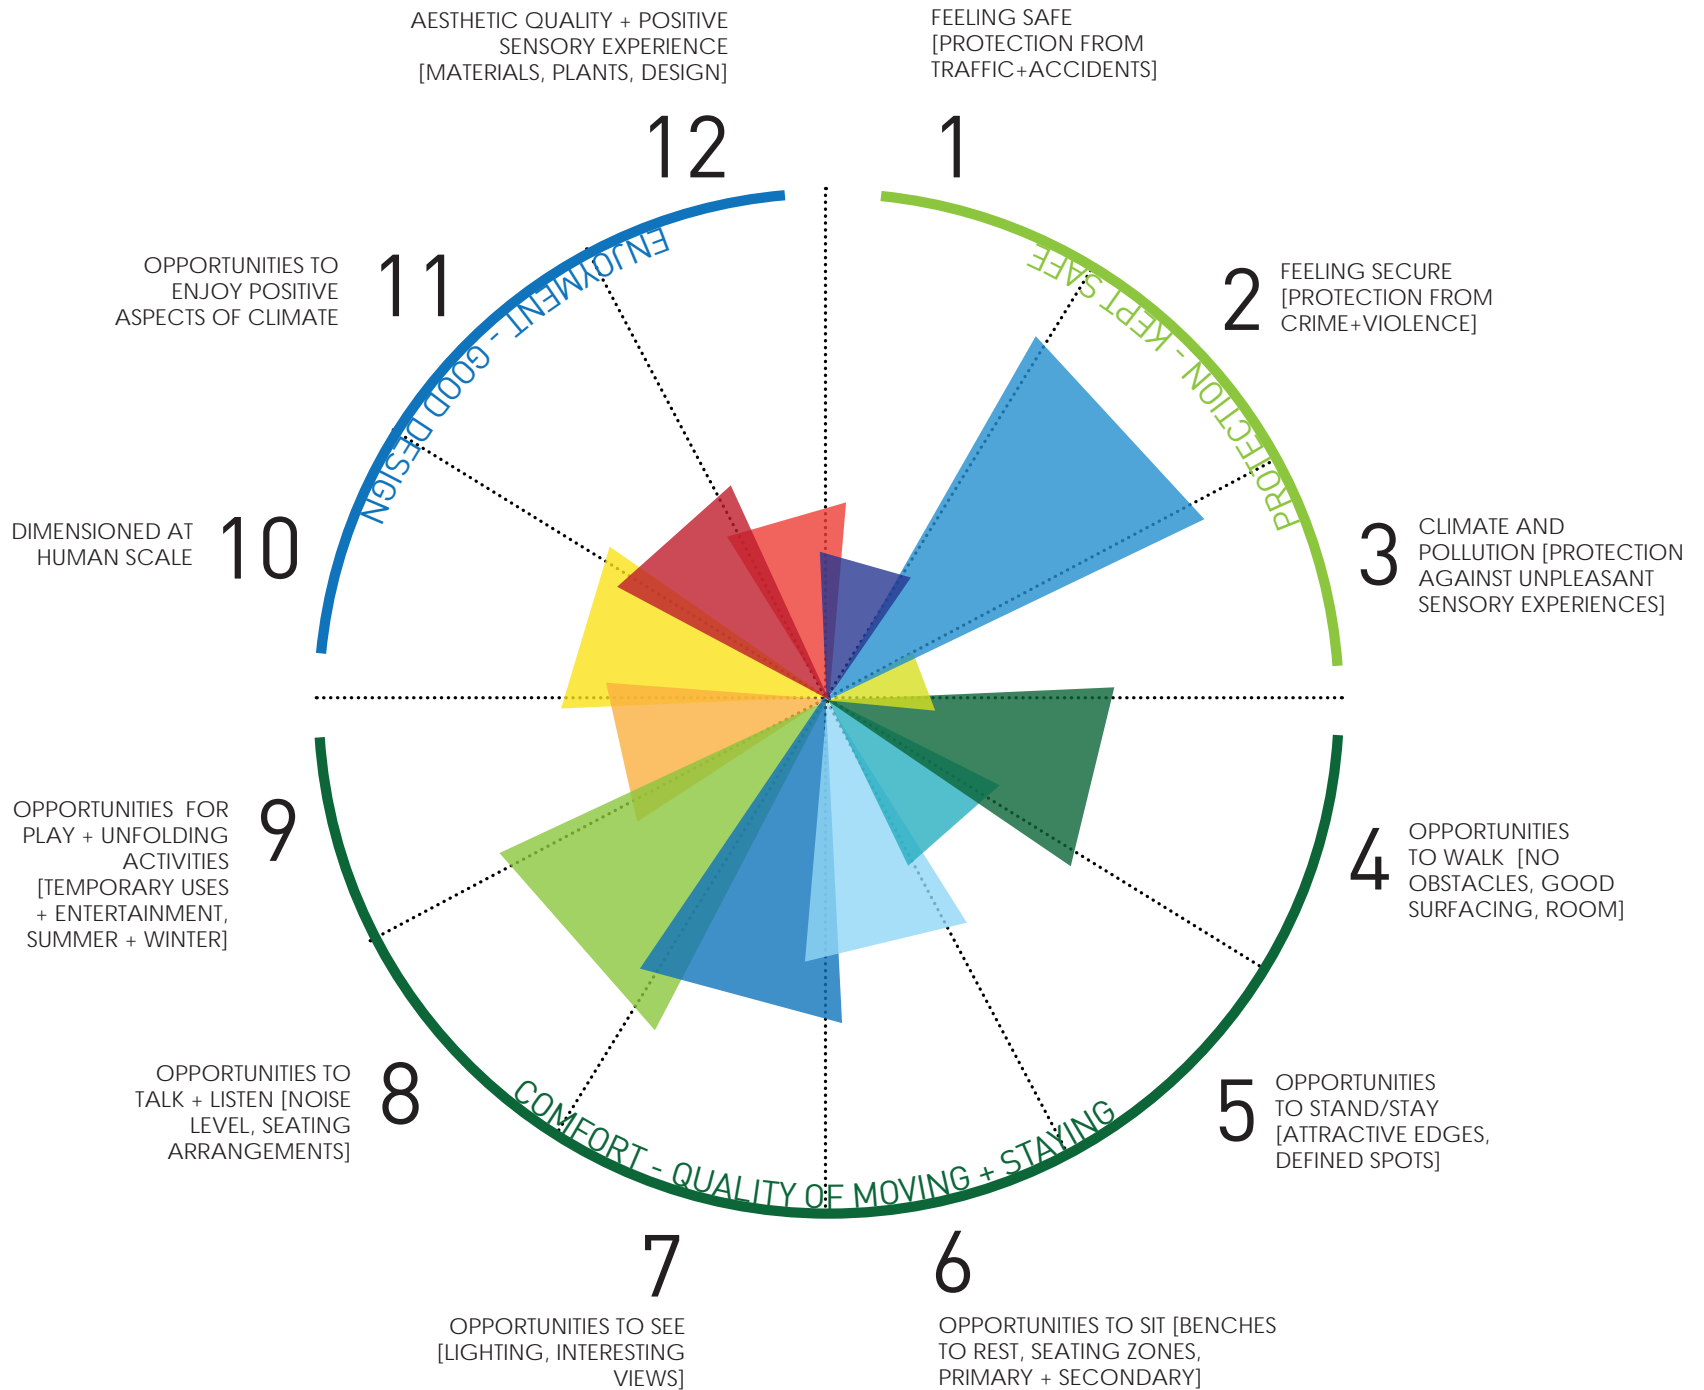 AESTHETIC QUALITY + POSITIVE
SENSORY EXPERIENCE
[MATERIALS, PLANTS, DESIGN]
12
FEELING SAFE
[PROTECTION FROM
TRAFFIC+ACCIDENTS]
1
2
FEELING SECURE
[PROTECTION FROM
CRIME+VIOLENCE]
3
CLIMATE AND
POLLUTION [PROTECTION
AGAINST UNPLEASANT
SENSORY EXPERIENCES]
PROTECTION - KEPT SAFE
4
OPPORTUNITIES
TO WALK [NO
OBSTACLES, GOOD
SURFACING, ROOM]
5
OPPORTUNITIES
TO STAND/STAY
[ATTRACTIVE EDGES,
DEFINED SPOTS]
6
OPPORTUNITIES TO SIT [BENCHES
TO REST, SEATING ZONES,
PRIMARY + SECONDARY]
7
OPPORTUNITIES TO SEE
[LIGHTING, INTERESTING
VIEWS]
COMFORT - QUALITY OF MOVING + STAYING
OPPORTUNITIES TO
TALK + LISTEN [NOISE
LEVEL, SEATING
ARRANGEMENTS]
8
OPPORTUNITIES FOR
PLAY + UNFOLDING
ACTIVITIES
[TEMPORARY USES
+ ENTERTAINMENT,
SUMMER + WINTER]
9
DIMENSIONED AT
HUMAN SCALE
10
OPPORTUNITIES TO
ENJOY POSITIVE
ASPECTS OF CLIMATE
11
ENJOYMENT - GOOD DESIGN